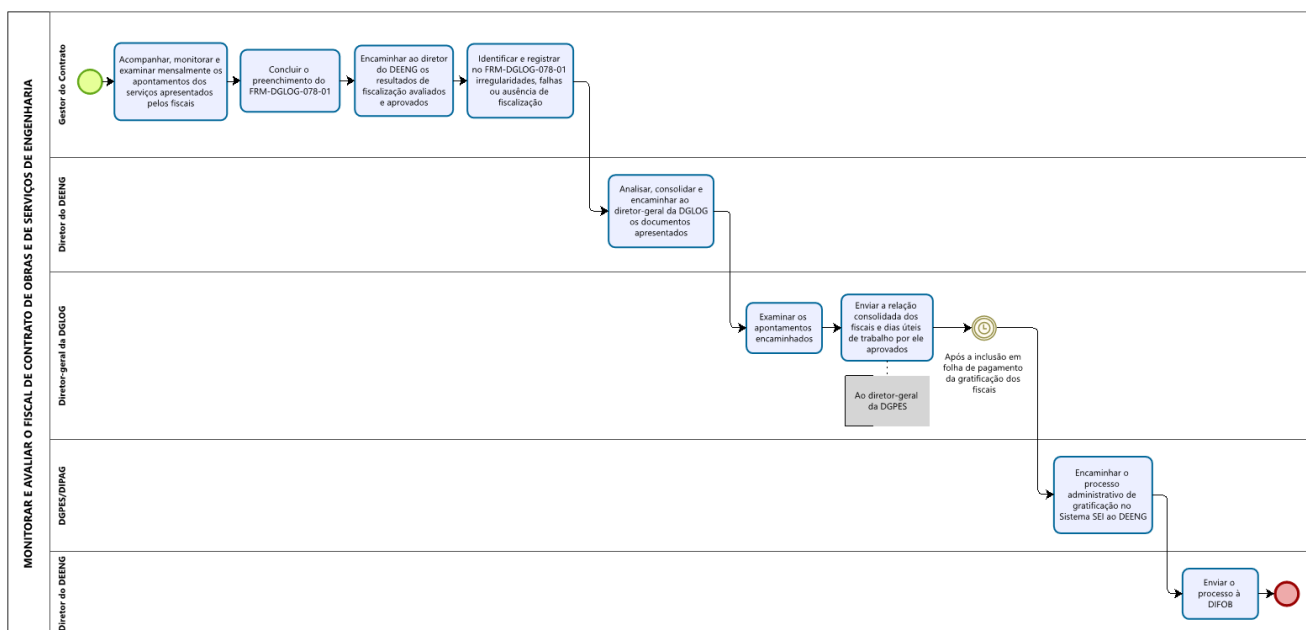 MONITORAR E AVALIAR O FISCAL DE CONTRATO DE OBRAS E DE SERVIÇOS DE ENGENHARIA
Gestor do Contrato
Acompanhar, monitorar e
examinar mensalmente os
apontamentos dos
serviços apresentados
pelos fiscais
Concluir o
preenchimento do
FRM-DGLOG-078-01
Encaminhar ao diretor
do DEENG os
resultados de
fiscalização avaliados
e aprovados
Identificar e registrar
no FRM-DGLOG-078-01
irregularidades, falhas
ou ausência de
fiscalização
Diretor do DEENG
Analisar, consolidar e
encaminhar ao
diretor-geral da DGLOG
os documentos
apresentados
Diretor-geral da DGLOG
Examinar os
apontamentos
encaminhados
Enviar a relação
consolidada dos
fiscais e dias úteis
de trabalho por ele
aprovados
Ao diretor-geral
da DGPES
Após a inclusão em
folha de pagamento
da gratificação dos
fiscais
DGPES/DIPAG
Encaminhar o
processo
administrativo de
gratificação no
Sistema SEI ao DEENG
Diretor do DEENG
Enviar o
processo à
DIFOB